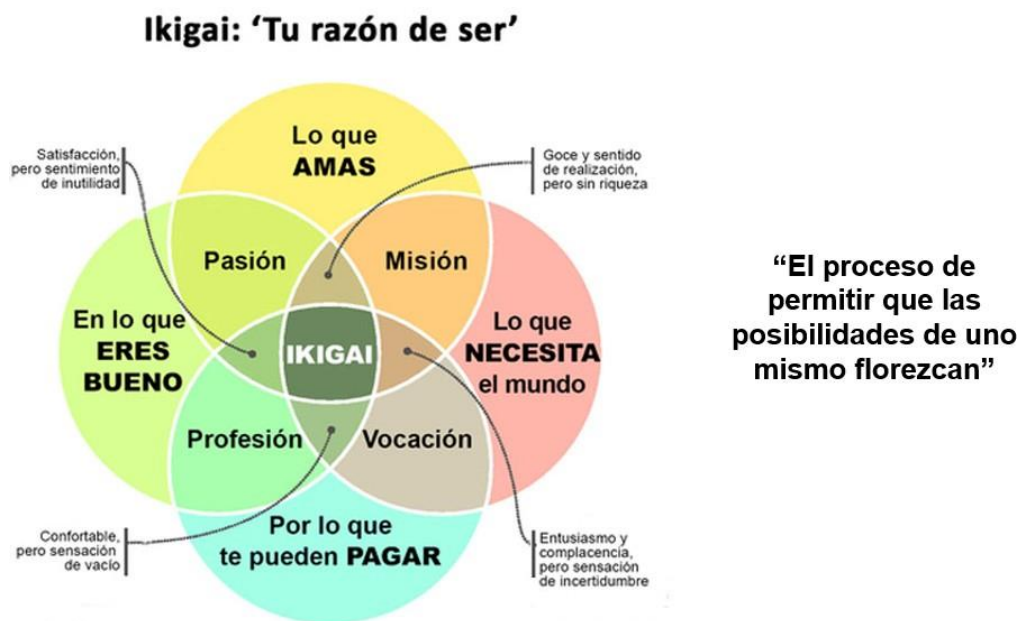 Ikigai: ‘Tu razón de ser’
Lo que
AMAS
Satisfacción,
pero sentimiento
de inutilidad
Goce y sentido
de realización,
pero sin riqueza
Pasión
Misión
En lo que
ERES
BUENO
IKIGAI
Lo que
NECESITA
el mundo
Profesión
Vocación
Por lo que
te pueden PAGAR
Confortable,
pero sensación
de vacío
Entusiasmo y
complacencia,
pero sensación
de incertidumbre
“El proceso de
permitir que las
posibilidades de uno
mismo florezcan”